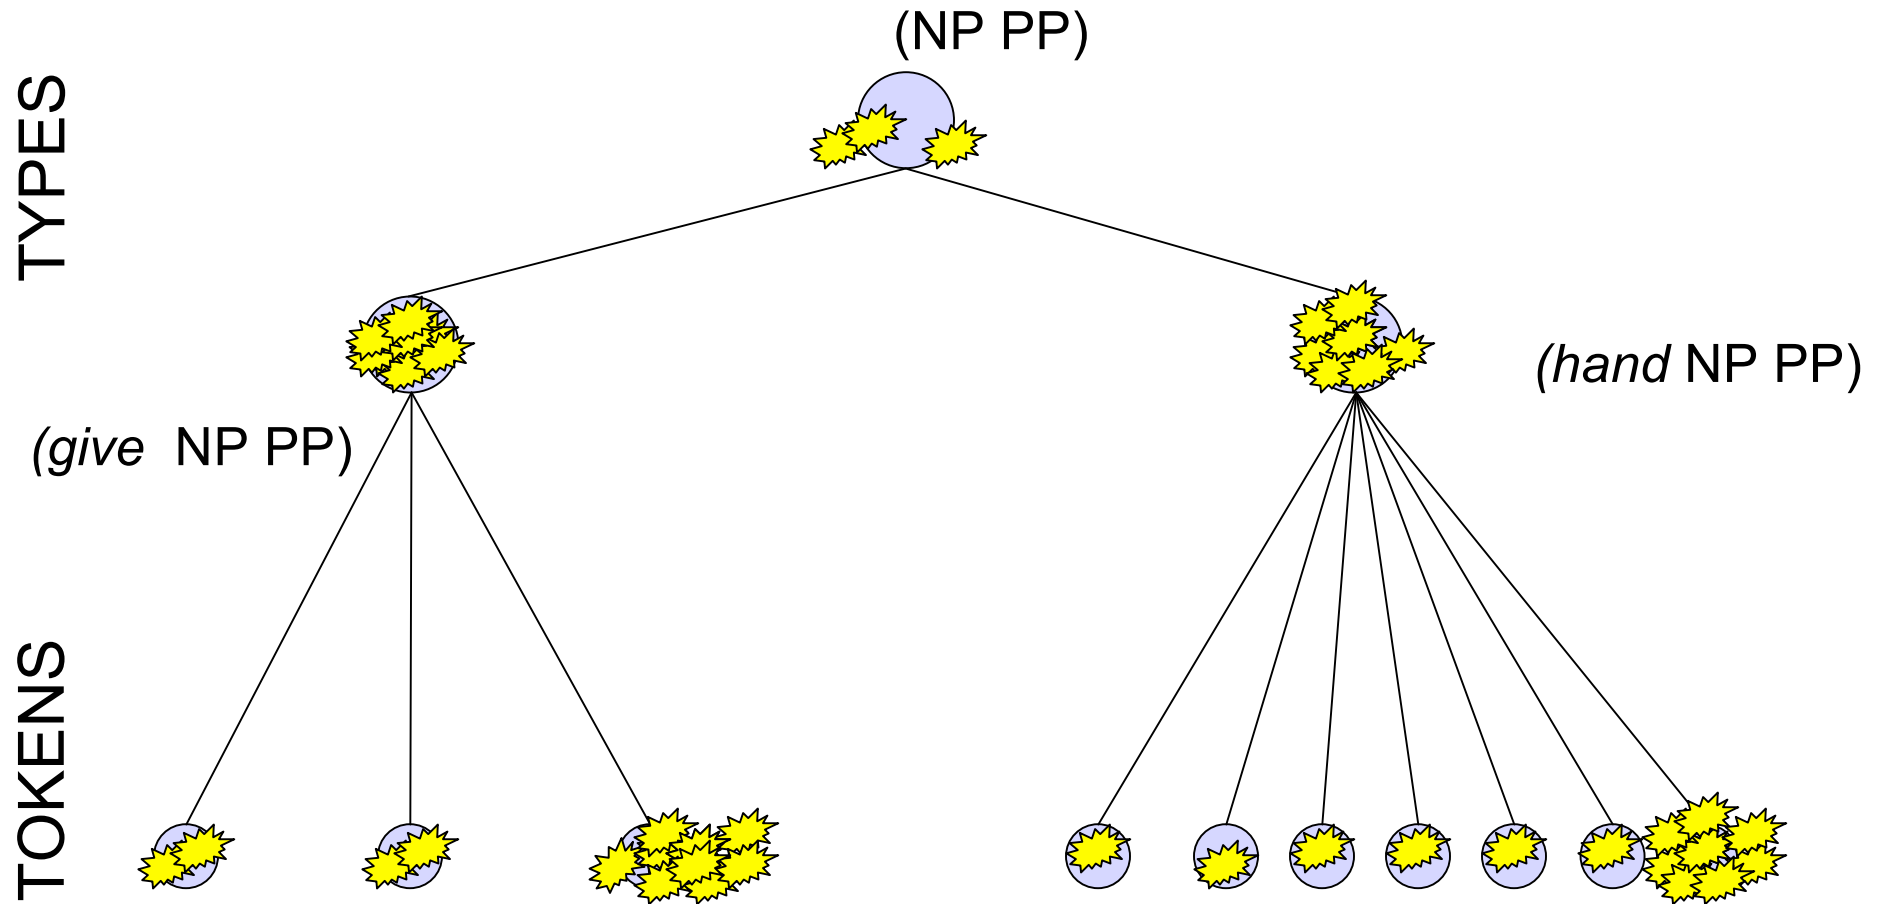 (NP PP)
TYPES
(hand NP PP)
(give NP PP)
TOKENS